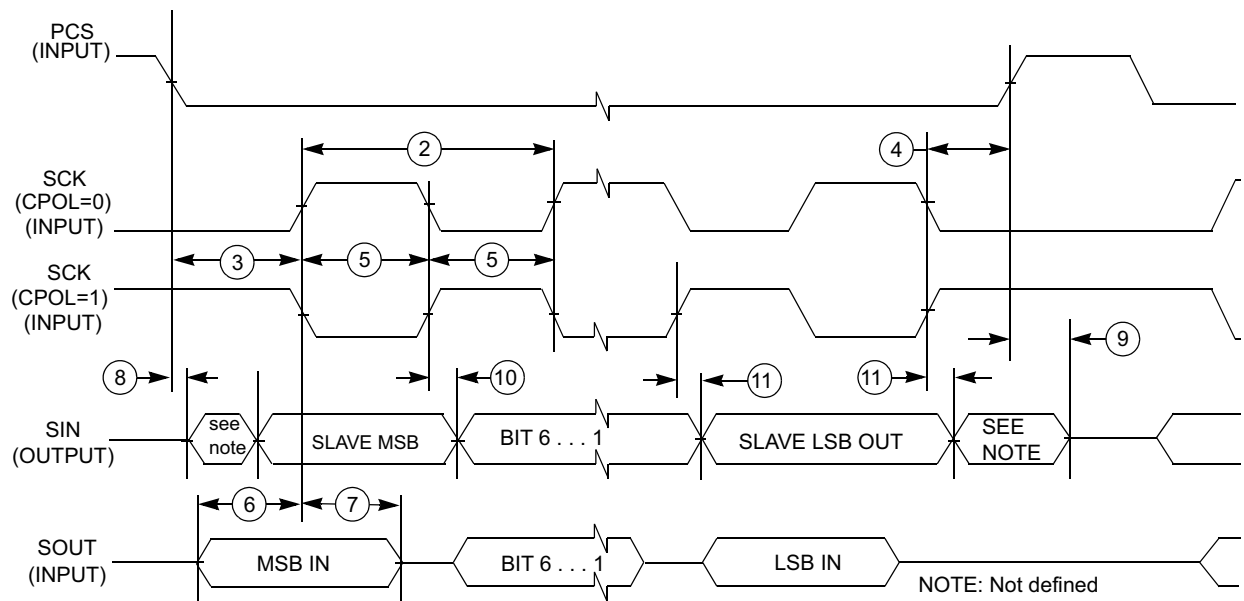 PCS
(INPUT)
2
4
SCK
(CPOL=0)
(INPUT)
3
5
5
SCK
(CPOL=1)
(INPUT)
8
10
11
11
9
SIN
(OUTPUT)
see
note
SLAVE MSB
BIT 6 . . . 1
SLAVE LSB OUT
SEE
NOTE
6
7
SOUT
(INPUT)
MSB IN
BIT 6 . . . 1
LSB IN
NOTE: Not defined